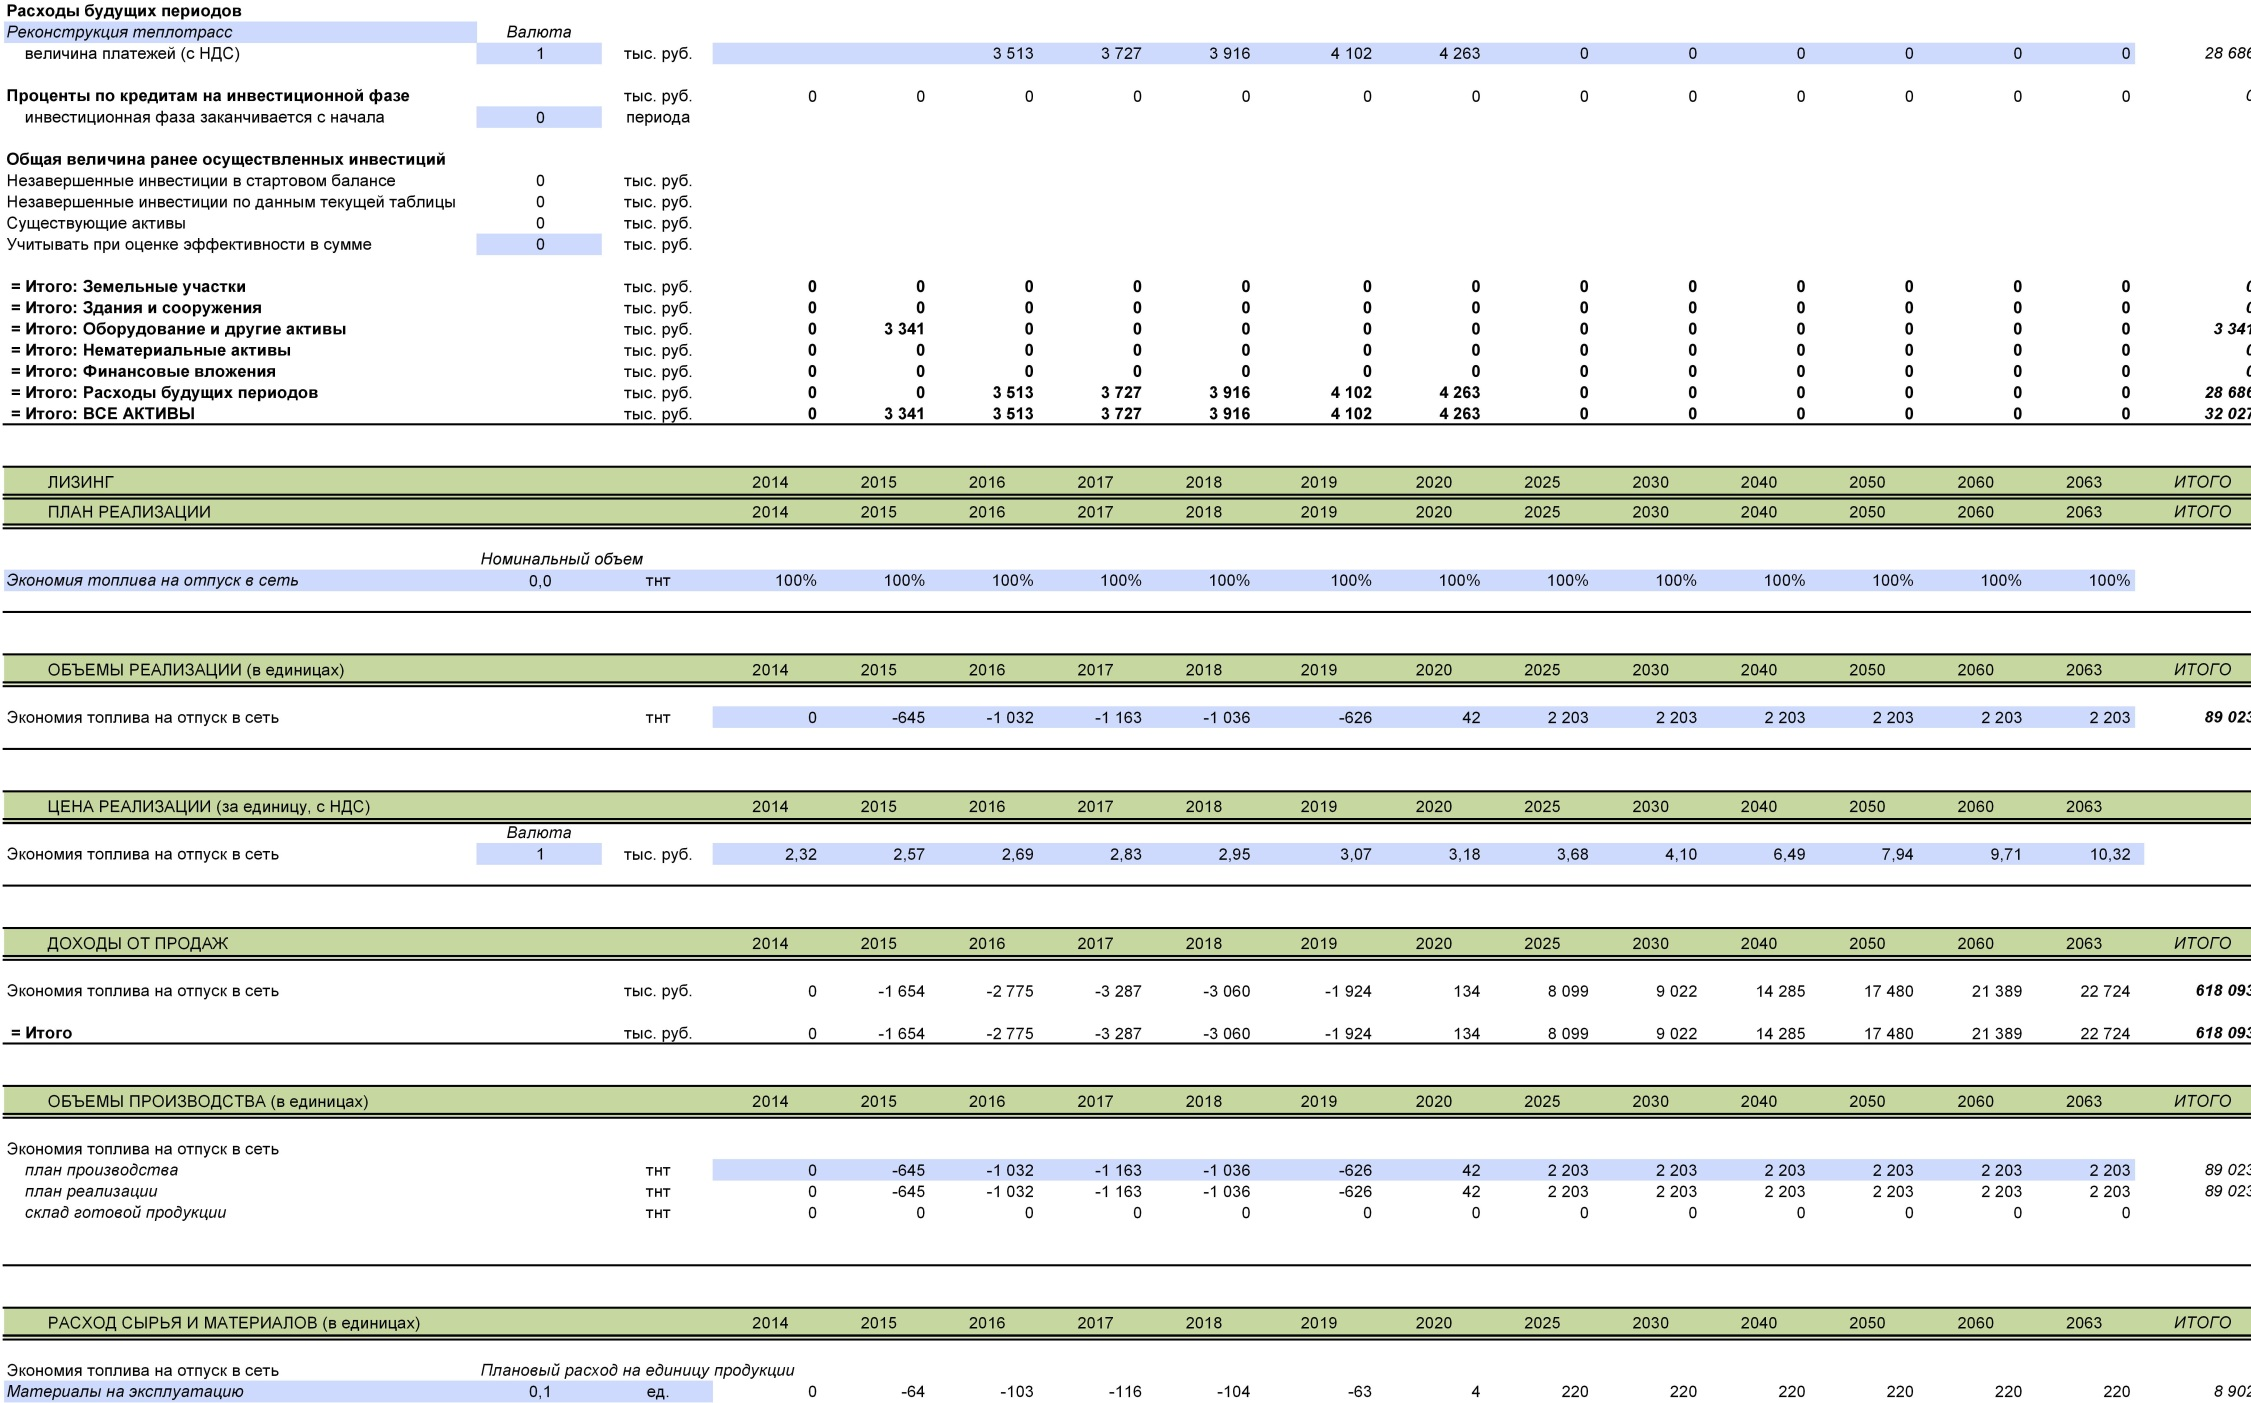 Расходы будущих периодов
Реконструкция теплотрасс Валюта
величина платежей (с НДС) 1 тыс. руб. 3 513 3 727 3 916 4 102 4 263 0 0 0 0 0 0 28 686
Проценты по кредитам на инвестиционной фазе тыс. руб. 0 0 0 0 0 0 0 0 0 0 0 0 0 0
инвестиционная фаза заканчивается с начала 0 периода
Общая величина ранее осуществленных инвестиций
Незавершенные инвестиции в стартовом балансе 0 тыс. руб.
Незавершенные инвестиции по данным текущей таблицы 0 тыс. руб.
Существующие активы 0 тыс. руб.
Учитывать при оценке эффективности в сумме 0 тыс. руб.
= Итого: Земельные участки тыс. руб. 0 0 0 0 0 0 0 0 0 0 0 0 0 0
= Итого: Здания и сооружения тыс. руб. 0 0 0 0 0 0 0 0 0 0 0 0 0 0
= Итого: Оборудование и другие активы тыс. руб. 0 3 341 0 0 0 0 0 0 0 0 0 0 0 3 341
= Итого: Нематериальные активы тыс. руб. 0 0 0 0 0 0 0 0 0 0 0 0 0 0
= Итого: Финансовые вложения тыс. руб. 0 0 0 0 0 0 0 0 0 0 0 0 0 0
= Итого: Расходы будущих периодов тыс. руб. 0 0 3 513 3 727 3 916 4 102 4 263 0 0 0 0 0 0 28 686
= Итого: ВСЕ АКТИВЫ тыс. руб. 0 3 341 3 513 3 727 3 916 4 102 4 263 0 0 0 0 0 0 32 027
ЛИЗИНГ 2014 2015 2016 2017 2018 2019 2020 2025 2030 2040 2050 2060 2063 ИТОГО
ПЛАН РЕАЛИЗАЦИИ 2014 2015 2016 2017 2018 2019 2020 2025 2030 2040 2050 2060 2063 ИТОГО
Номинальный объем
Экономия топлива на отпуск в сеть 0,0 тнт 100% 100% 100% 100% 100% 100% 100% 100% 100% 100% 100% 100% 100%
ОБЪЕМЫ РЕАЛИЗАЦИИ (в единицах) 2014 2015 2016 2017 2018 2019 2020 2025 2030 2040 2050 2060 2063 ИТОГО
Экономия топлива на отпуск в сеть тнт 0 -645 -1 032 -1 163 -1 036 -626 42 2 203 2 203 2 203 2 203 2 203 2 203 89 023
ЦЕНА РЕАЛИЗАЦИИ (за единицу, с НДС) 2014 2015 2016 2017 2018 2019 2020 2025 2030 2040 2050 2060 2063
Валюта
Экономия топлива на отпуск в сеть 1 тыс. руб. 2,32 2,57 2,69 2,83 2,95 3,07 3,18 3,68 4,10 6,49 7,94 9,71 10,32
ДОХОДЫ ОТ ПРОДАЖ 2014 2015 2016 2017 2018 2019 2020 2025 2030 2040 2050 2060 2063 ИТОГО
Экономия топлива на отпуск в сеть тыс. руб. 0 -1 654 -2 775 -3 287 -3 060 -1 924 134 8 099 9 022 14 285 17 480 21 389 22 724 618 093
= Итого тыс. руб. 0 -1 654 -2 775 -3 287 -3 060 -1 924 134 8 099 9 022 14 285 17 480 21 389 22 724 618 093
ОБЪЕМЫ ПРОИЗВОДСТВА (в единицах) 2014 2015 2016 2017 2018 2019 2020 2025 2030 2040 2050 2060 2063 ИТОГО
Экономия топлива на отпуск в сеть
план производства тнт 0 -645 -1 032 -1 163 -1 036 -626 42 2 203 2 203 2 203 2 203 2 203 2 203 89 023
план реализации тнт 0 -645 -1 032 -1 163 -1 036 -626 42 2 203 2 203 2 203 2 203 2 203 2 203 89 023
склад готовой продукции тнт 0 0 0 0 0 0 0 0 0 0 0 0 0
РАСХОД СЫРЬЯ И МАТЕРИАЛОВ (в единицах) 2014 2015 2016 2017 2018 2019 2020 2025 2030 2040 2050 2060 2063 ИТОГО
Экономия топлива на отпуск в сеть Плановый расход на единицу продукции
Материалы на эксплуатацию 0,1 ед. 0 -64 -103 -116 -104 -63 4 220 220 220 220 220 220 8 902